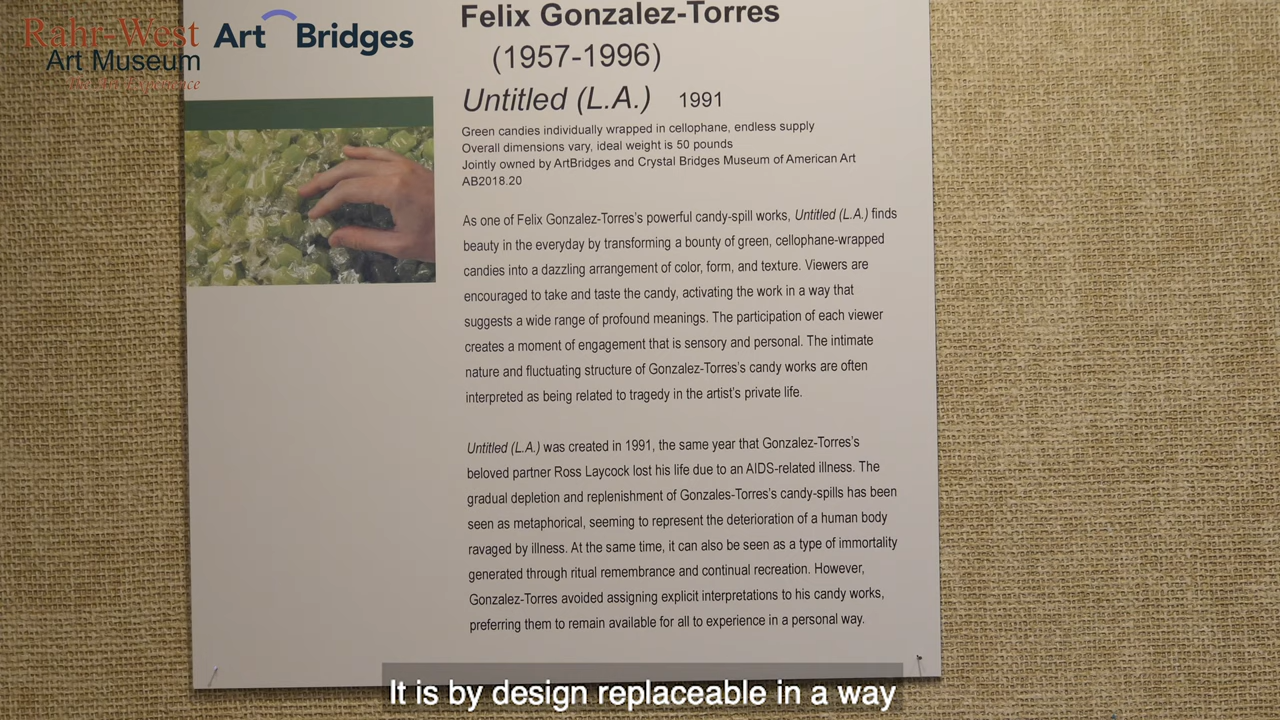 Rahr-West
Art Museum
The Art Experience
Art Bridges
Felix Gonzalez-Torres
(1957-1996)
Untitled (L.A.) 1991
Green candies individually wrapped in cellophane, endless supply
Overall dimensions vary, ideal weight is 50 pounds
Jointly owned by ArtBridges and Crystal Bridges Museum of American Art
AB2018.20
As one of Felix Gonzalez-Torres's powerful candy-spill works, Untitled (L.A.) finds
beauty in the everyday by transforming a bounty of green, cellophane-wrapped
candies into a dazzling arrangement of color, form, and texture. Viewers are
encouraged to take and taste the candy, activating the work in a way that
suggests a wide range of profound meanings. The participation of each viewer
creates a moment of engagement that is sensory and personal. The intimate
nature and fluctuating structure of Gonzalez-Torres's candy works are often
interpreted as being related to tragedy in the artist's private life.
Untitled (L.A.) was created in 1991, the same year that Gonzalez-Torres's
beloved partner Ross Laycock lost his life due to an AIDS-related illness. The
gradual depletion and replenishment of Gonzales-Torres's candy-spills has been
seen as metaphorical, seeming to represent the deterioration of a human body
ravaged by illness. At the same time, it can also be seen as a type of immortality
generated through ritual remembrance and continual recreation. However,
Gonzalez-Torres avoided assigning explicit interpretations to his candy works,
preferring them to remain available for all to experience in a personal way.
It is by design replaceable in a way